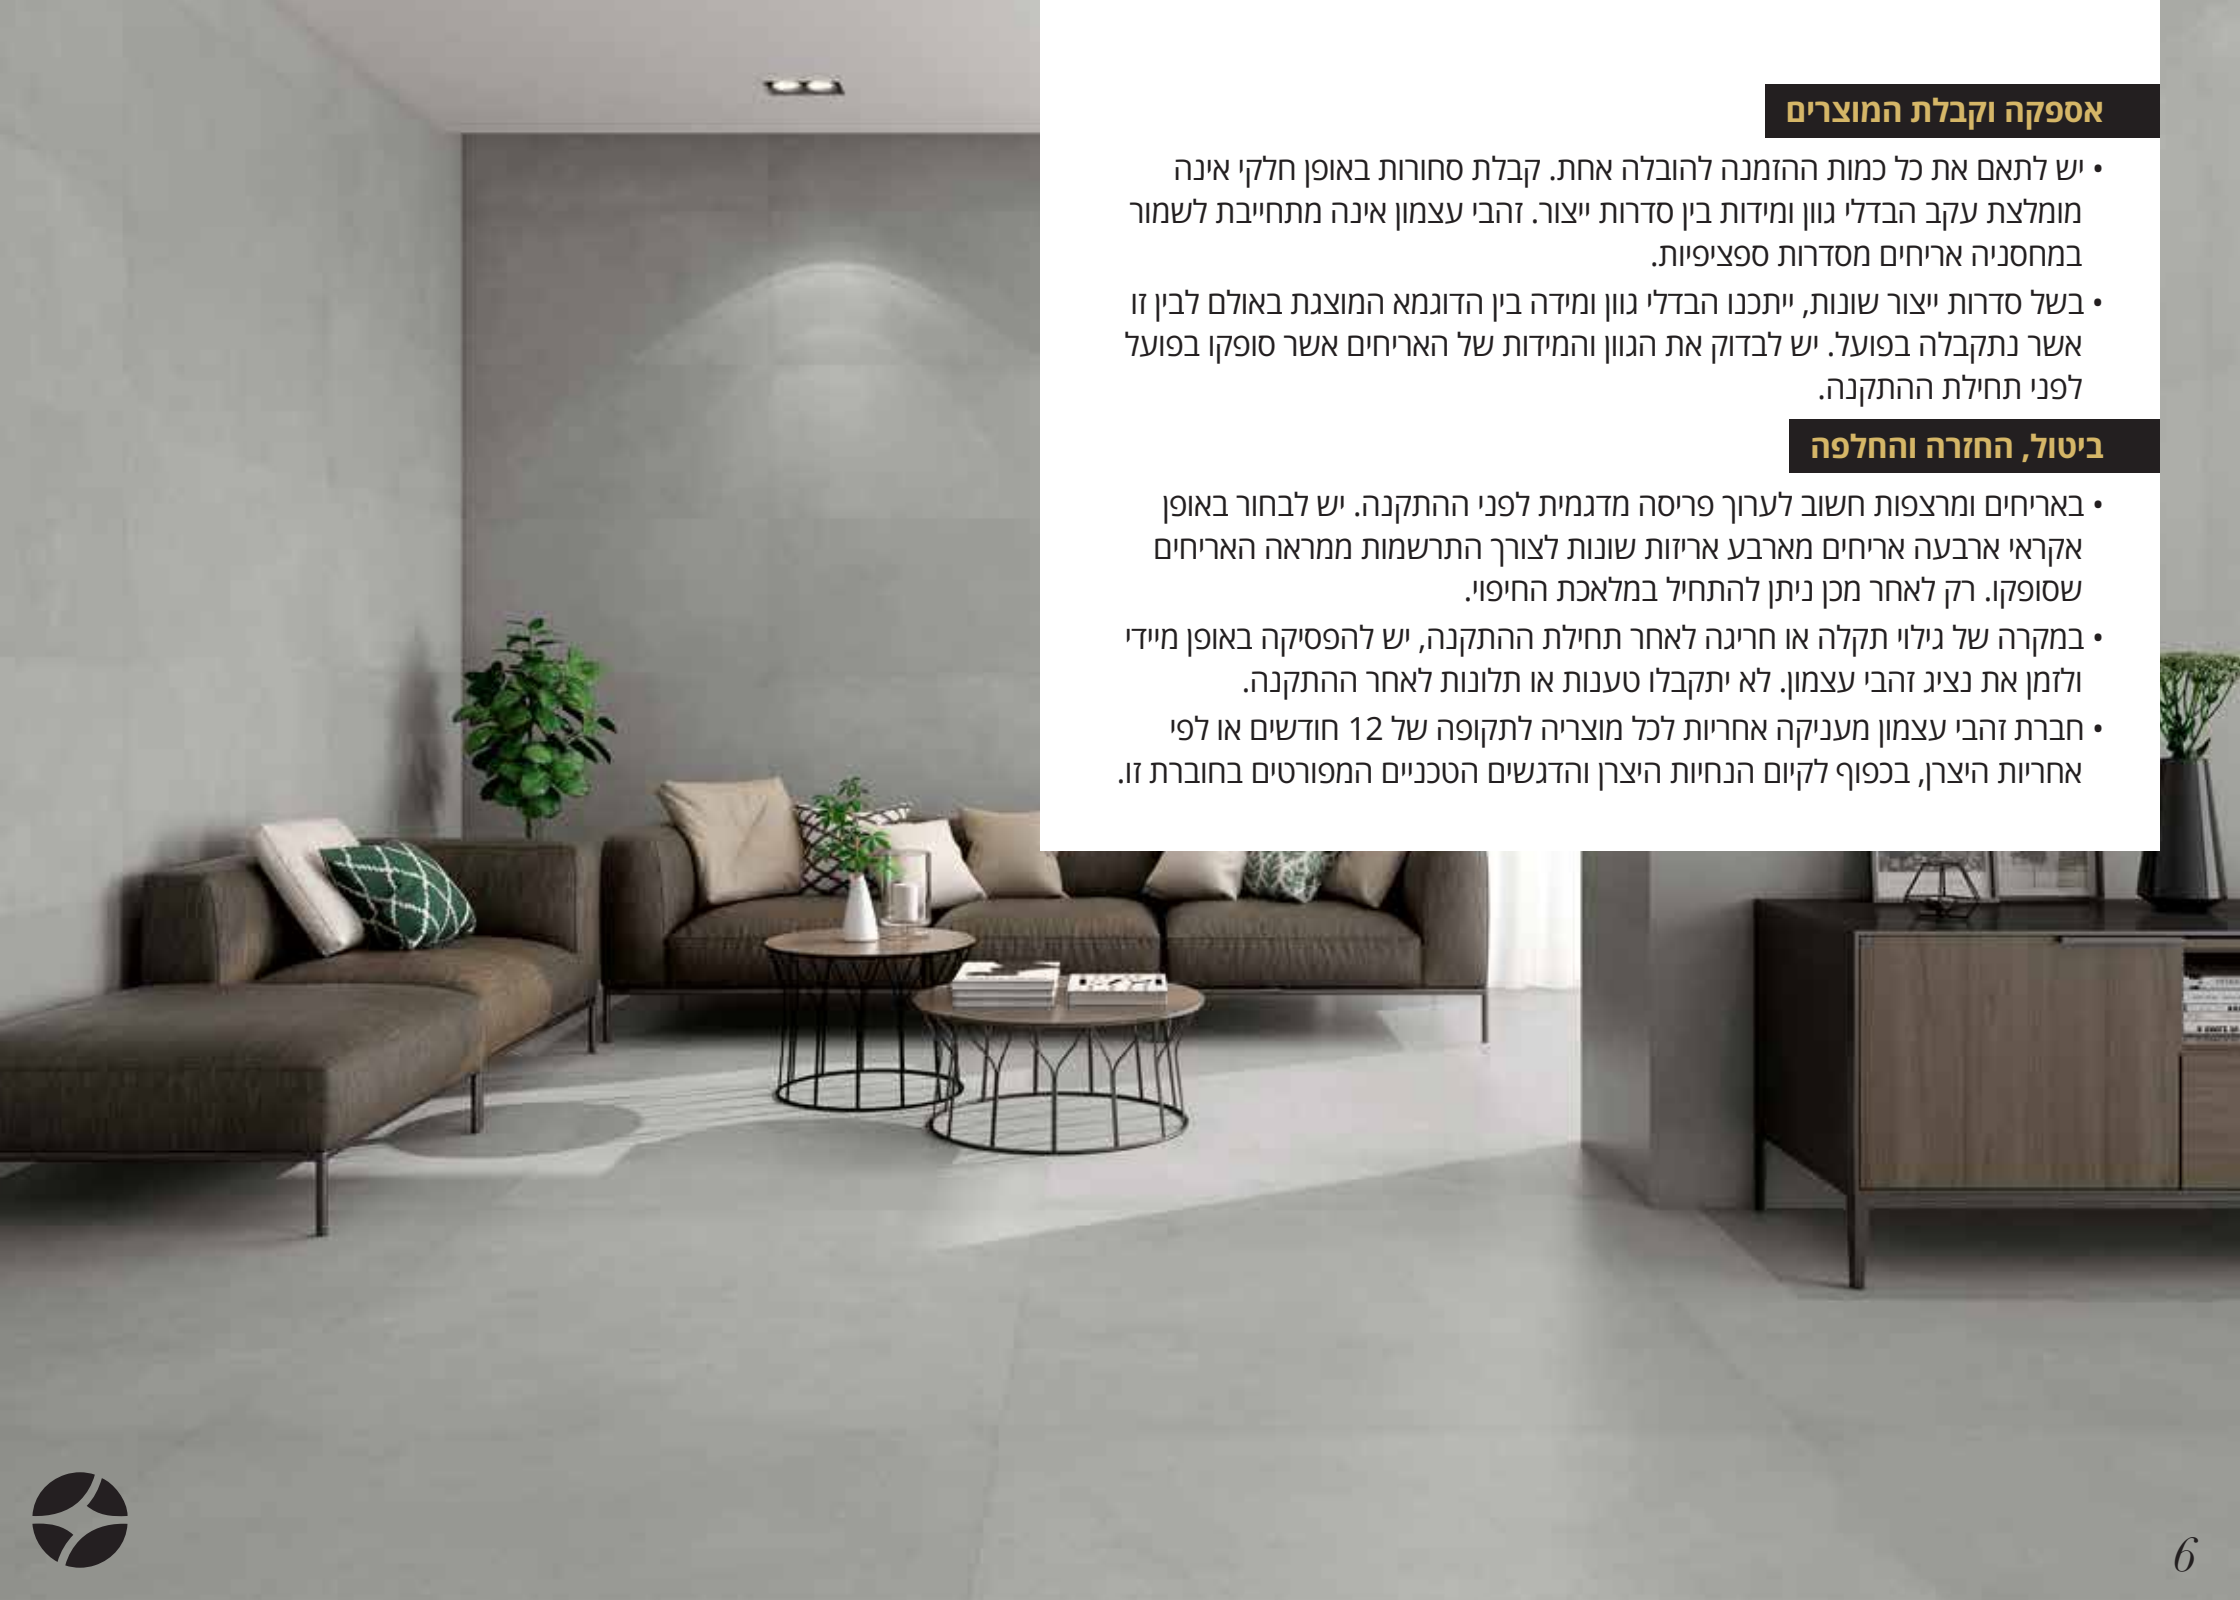 אספקה וקבלת המוצרים
• יש לתאם את כל כמות ההזמנה להובלה אחת. קבלת סחורות באופן חלקי אינה
מומלצת עקב הבדלי גוון ומידות בין סדרות ייצור. זהבי עצמון אינה מתחייבת לשמור
במחסניה אריחים מסדרות ספציפיות.
• בשל סדרות ייצור שונות, ייתכנו הבדלי גוון ומידה בין הדוגמא המוצגת באולם לבין זו
אשר נתקבלה בפועל. יש לבדוק את הגוון והמידות של האריחים אשר סופקו בפועל
לפני תחילת ההתקנה.
ביטול, החזרה והחלפה
• באריחים ומרצפות חשוב לערוך פריסה מדגמית לפני ההתקנה. יש לבחור באופן
אקראי ארבעה אריחים מארבע אריזות שונות לצורך התרשמות ממראה האריחים
שסופקו. רק לאחר מכן ניתן להתחיל במלאכת החיפוי.
• במקרה של גילוי תקלה או חריגה לאחר תחילת ההתקנה, יש להפסיקה באופן מיידי
ולזמן את נציג זהבי עצמון. לא יתקבלו טענות או תלונות לאחר ההתקנה.
• חברת זהבי עצמון מעניקה אחריות לכל מוצריה לתקופה של 12 חודשים או לפי
אחריות היצרן, בכפוף לקיום הנחיות היצרן והדגשים הטכניים המפורטים בחוברת זו.
6